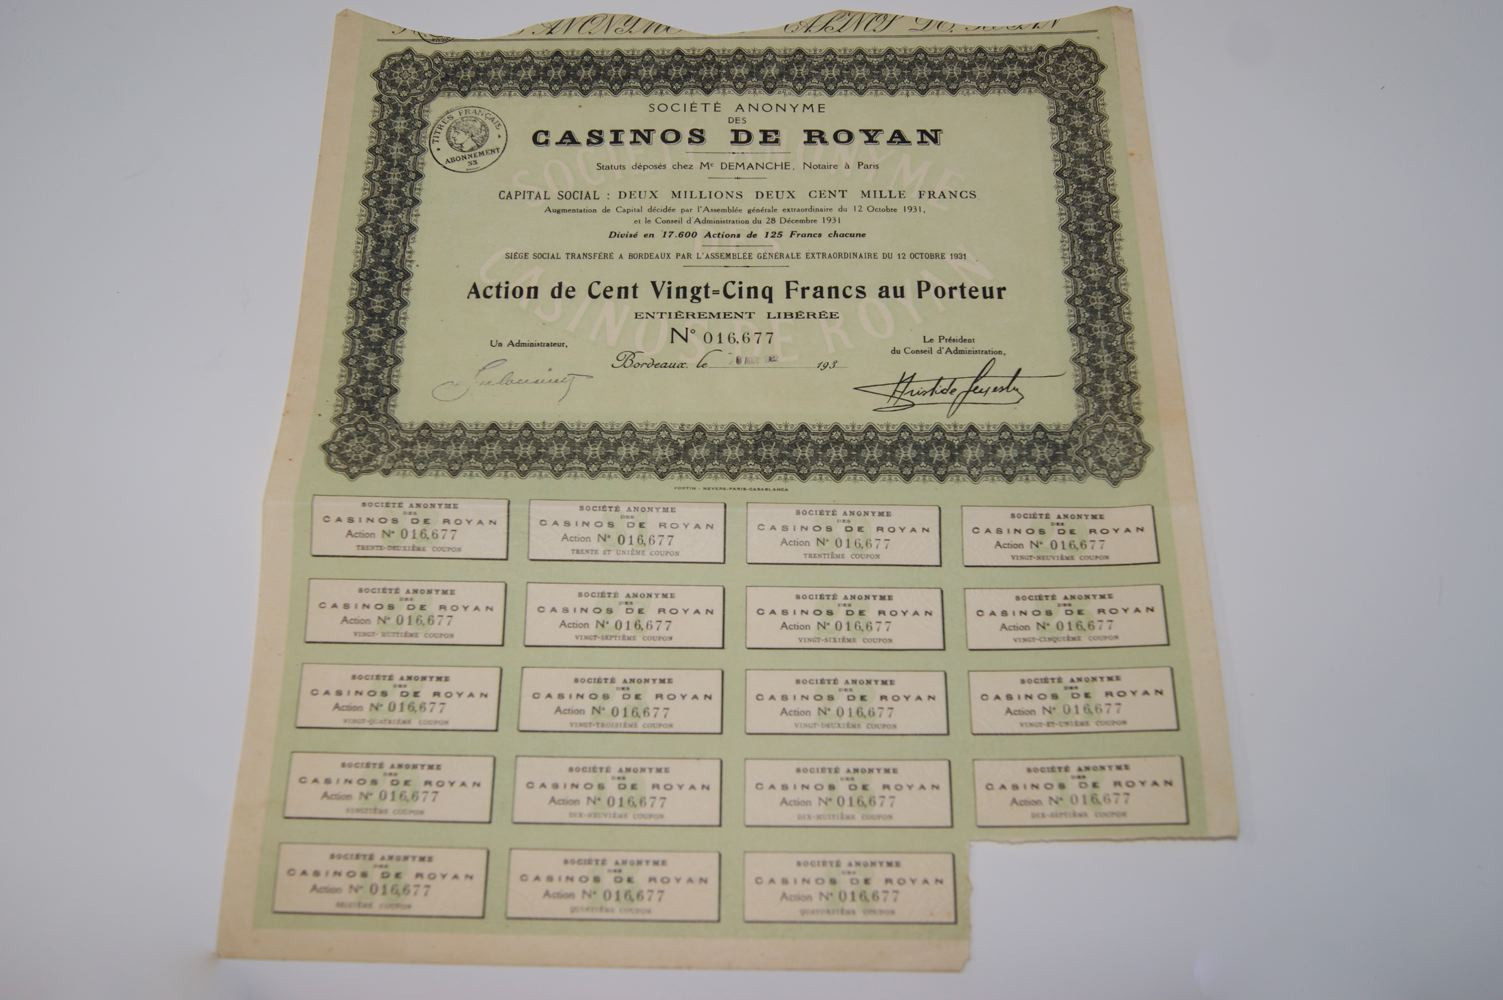 TITRES FRANÇAIS
ABONNEMENT
SOCIÉTÉ ANONYME
DES
CASINOS DE ROYAN
Statuts déposés chez Me DEMANCHE, Notaire à Paris
CAPITAL SOCIAL : DEUX MILLIONS DEUX CENT MILLE FRANCS
Augmentation de Capital décidée par l'Assemblée générale extraordinaire du 12 Octobre 1931,
et le Conseil d'Administration du 28 Décembre 1931
Divisé en 17.600 Actions de 125 Francs chacune
SIÈGE SOCIAL TRANSFÉRÉ A BORDEAUX PAR L'ASSEMBLÉE GÉNÉRALE EXTRAORDINAIRE DU 12 OCTOBRE 1931
Action de Cent Vingt=Cinq Francs au Porteur
ENTIÈREMENT LIBÉRÉE
N° 016,677
Un Administrateur,
Bordeaux, le 193
Le Président
du Conseil d'Administration,
FORTIN - NEVERS-PARIS-CASABLANCA
SOCIÉTÉ ANONYME
DES
CASINOS DE ROYAN
Action N° 016,677
TRENTE-DEUXIÈME COUPON
SOCIÉTÉ ANONYME
DES
CASINOS DE ROYAN
Action N° 016,677
TRENTE ET UNIÈME COUPON
SOCIÉTÉ ANONYME
DES
CASINOS DE ROYAN
Action N° 016,677
TRENTIÈME COUPON
SOCIÉTÉ ANONYME
DES
CASINOS DE ROYAN
Action N° 016,677
VINGT-NEUVIÈME COUPON
SOCIÉTÉ ANONYME
DES
CASINOS DE ROYAN
Action N° 016,677
VINGT-HUITIÈME COUPON
SOCIÉTÉ ANONYME
DES
CASINOS DE ROYAN
Action N° 016,677
VINGT-SEPTIÈME COUPON
SOCIÉTÉ ANONYME
DES
CASINOS DE ROYAN
Action N° 016,677
VINGT-SIXIÈME COUPON
SOCIÉTÉ ANONYME
DES
CASINOS DE ROYAN
Action N° 016,677
VINGT-CINQUIÈME COUPON
SOCIÉTÉ ANONYME
DES
CASINOS DE ROYAN
Action N° 016,677
VINGT-QUATRIÈME COUPON
SOCIÉTÉ ANONYME
DES
CASINOS DE ROYAN
Action N° 016,677
VINGT-TROISIÈME COUPON
SOCIÉTÉ ANONYME
DES
CASINOS DE ROYAN
Action N° 016,677
VINGT-DEUXIÈME COUPON
SOCIÉTÉ ANONYME
DES
CASINOS DE ROYAN
Action N° 016,677
VINGT-ET-UNIÈME COUPON
SOCIÉTÉ ANONYME
DES
CASINOS DE ROYAN
Action N° 016,677
VINGTIÈME COUPON
SOCIÉTÉ ANONYME
DES
CASINOS DE ROYAN
Action N° 016,677
DIX-NEUVIÈME COUPON
SOCIÉTÉ ANONYME
DES
CASINOS DE ROYAN
Action N° 016,677
DIX-HUITIÈME COUPON
SOCIÉTÉ ANONYME
DES
CASINOS DE ROYAN
Action N° 016,677
DIX-SEPTIÈME COUPON
SOCIÉTÉ ANONYME
DES
CASINOS DE ROYAN
Action N° 016,677
SEIZIÈME COUPON
SOCIÉTÉ ANONYME
DES
CASINOS DE ROYAN
Action N° 016,677
QUINZIÈME COUPON
SOCIÉTÉ ANONYME
DES
CASINOS DE ROYAN
Action N° 016,677
QUATORZIÈME COUPON